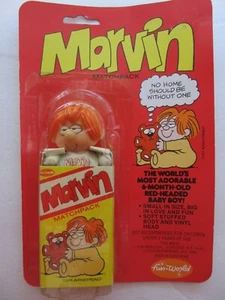 Marvin
MATCHPACK
NO HOME
SHOULD BE
WITHOUT ONE
Marvin
MATCHPACK
THE WORLD'S
MOST ADORABLE
6-MONTH-OLD
RED-HEADED
BABY BOY!
• SMALL IN SIZE, BIG
IN LOVE AND FUN
• SOFT STUFFED
BODY AND VINYL
HEAD
Fun-World